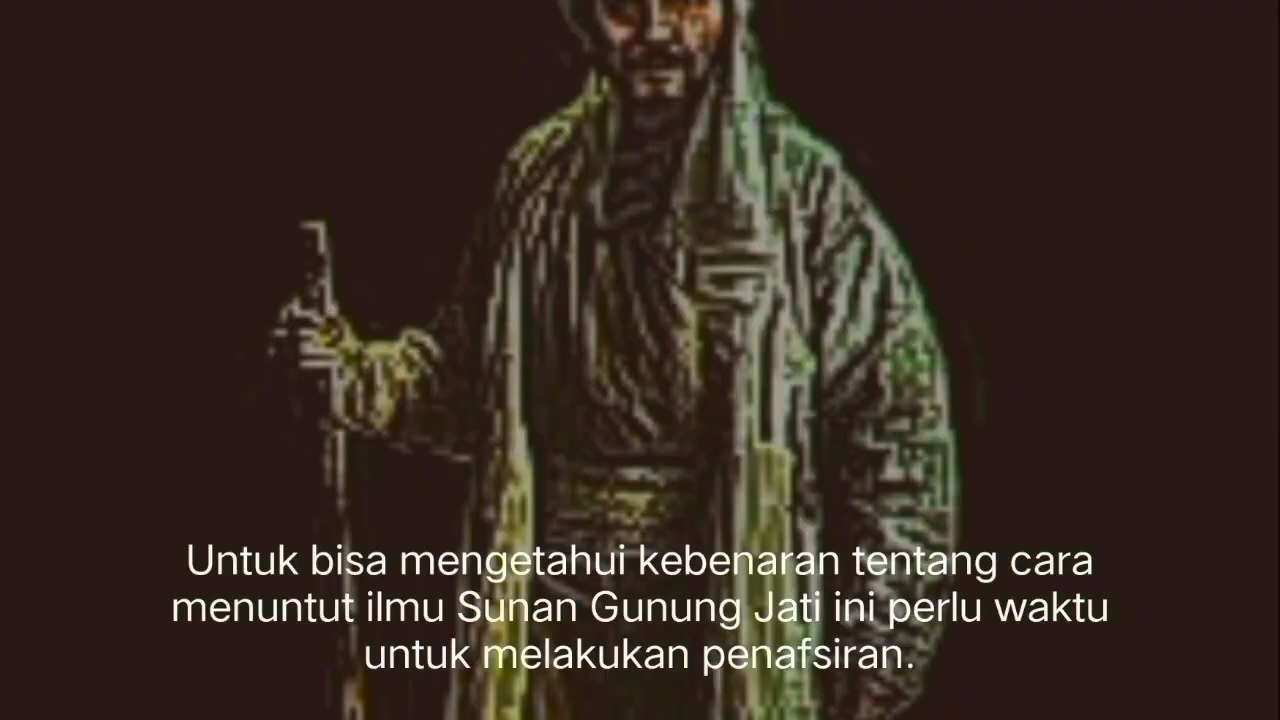 Untuk bisa mengetahui kebenaran tentang cara
menuntut ilmu Sunan Gunung Jati ini perlu waktu
untuk melakukan penafsiran.